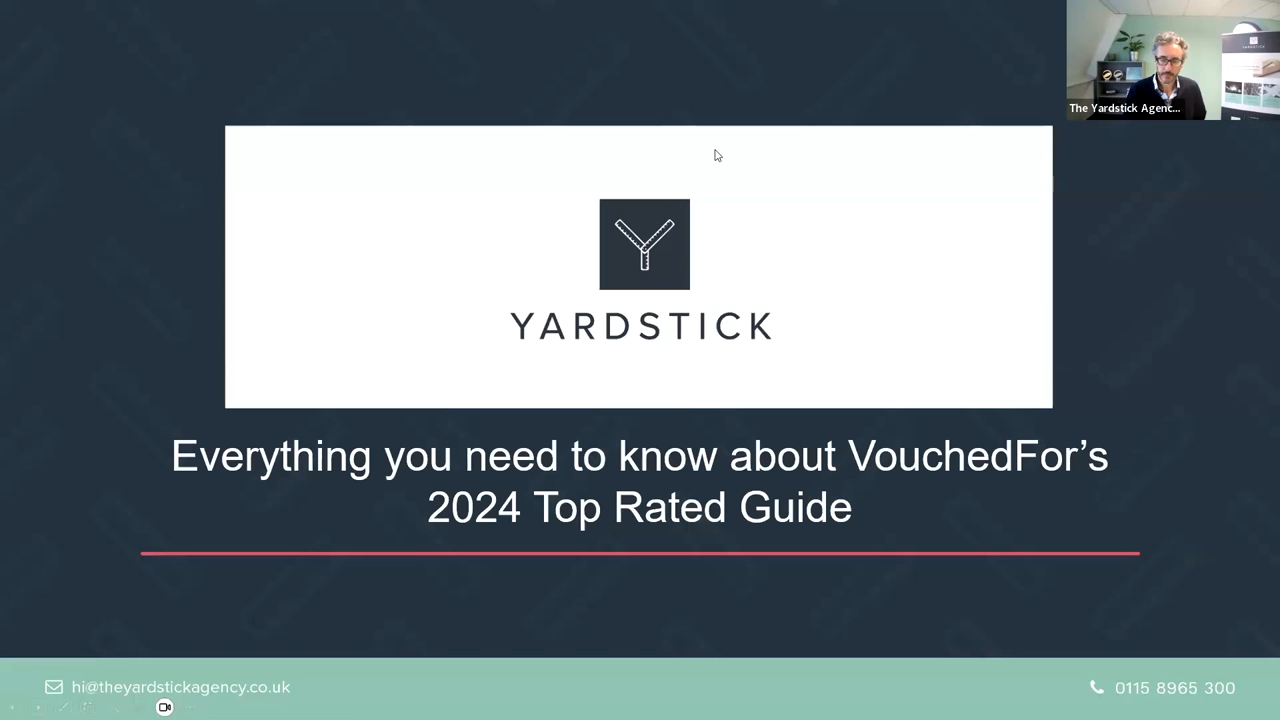 The Yardstick Agenc...
YARDSTICK
Everything you need to know about VouchedFor’s
2024 Top Rated Guide
hi@theyardstickagency.co.uk
0115 8965 300